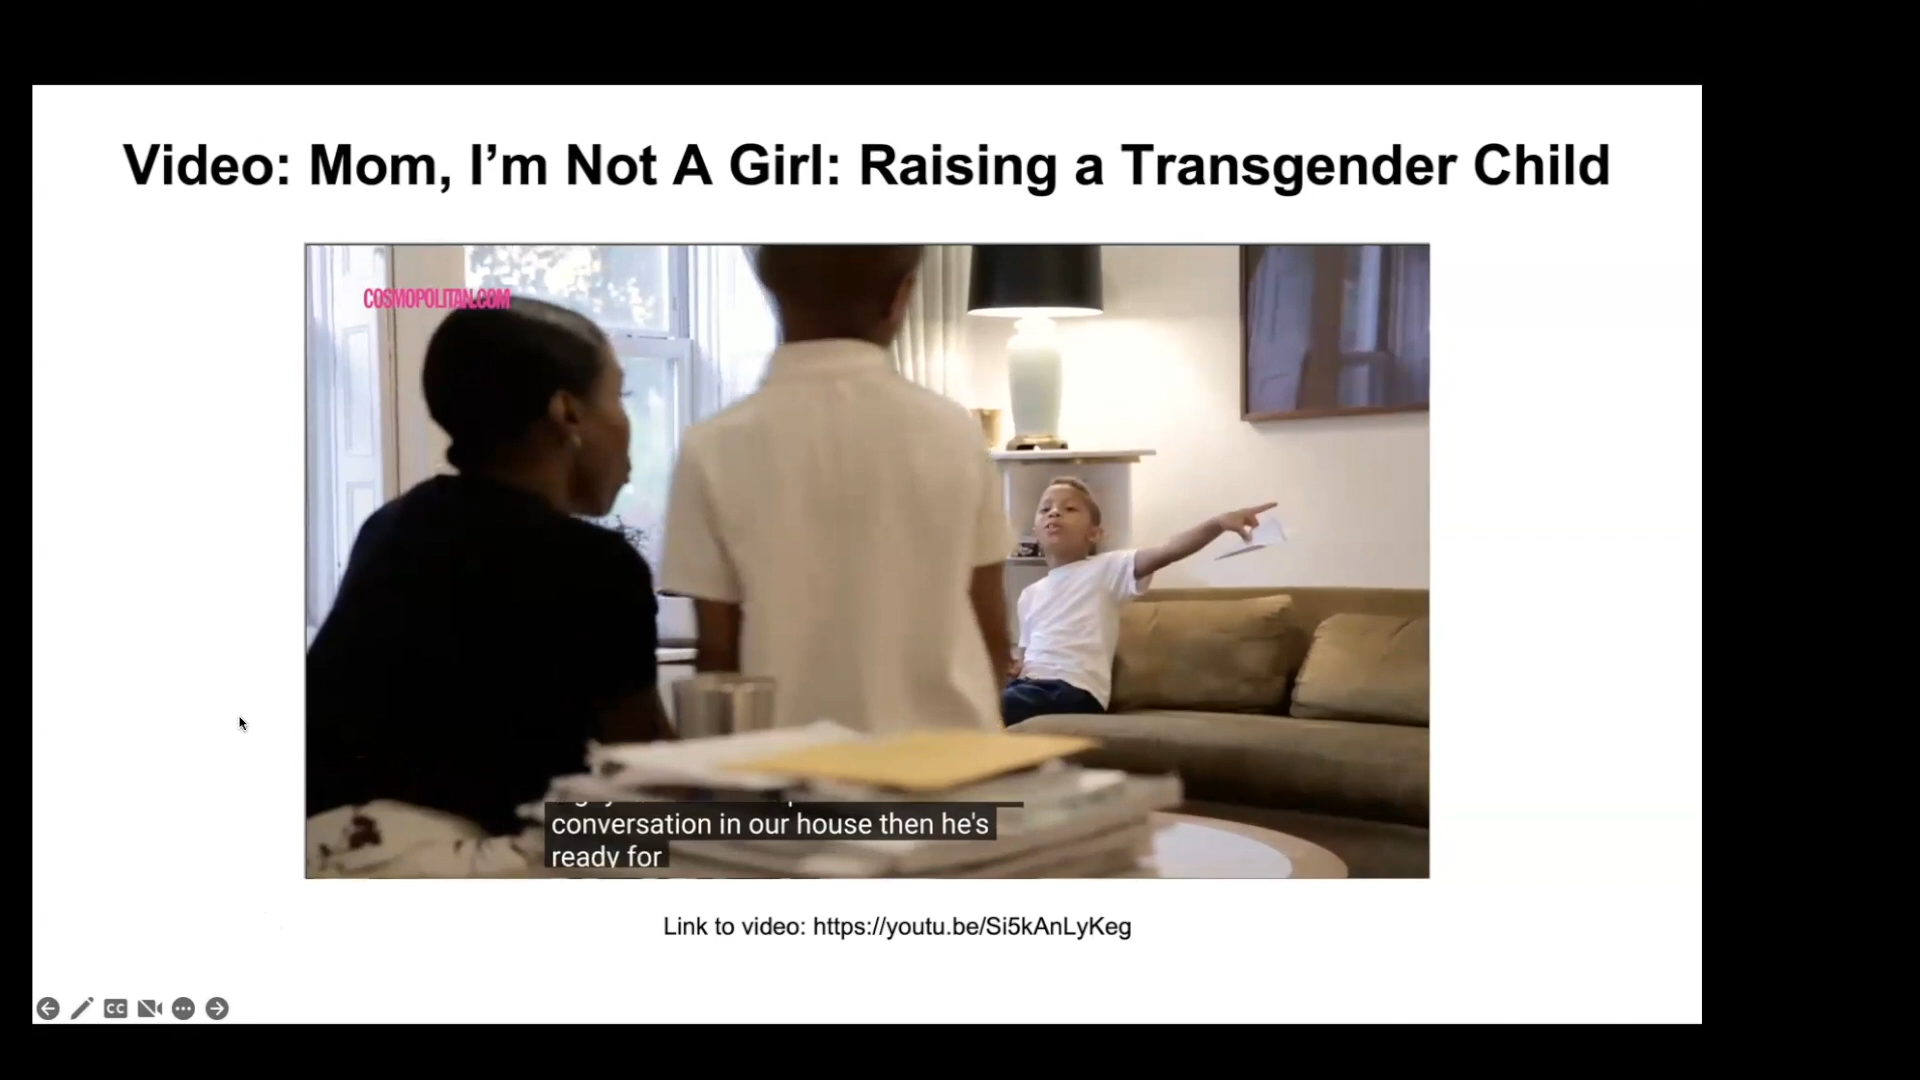 Video: Mom, I’m Not A Girl: Raising a Transgender Child
COSMOPOLITAN.COM
conversation in our house then he's
ready for
Link to video: https://youtu.be/Si5kAnLyKeg
CC